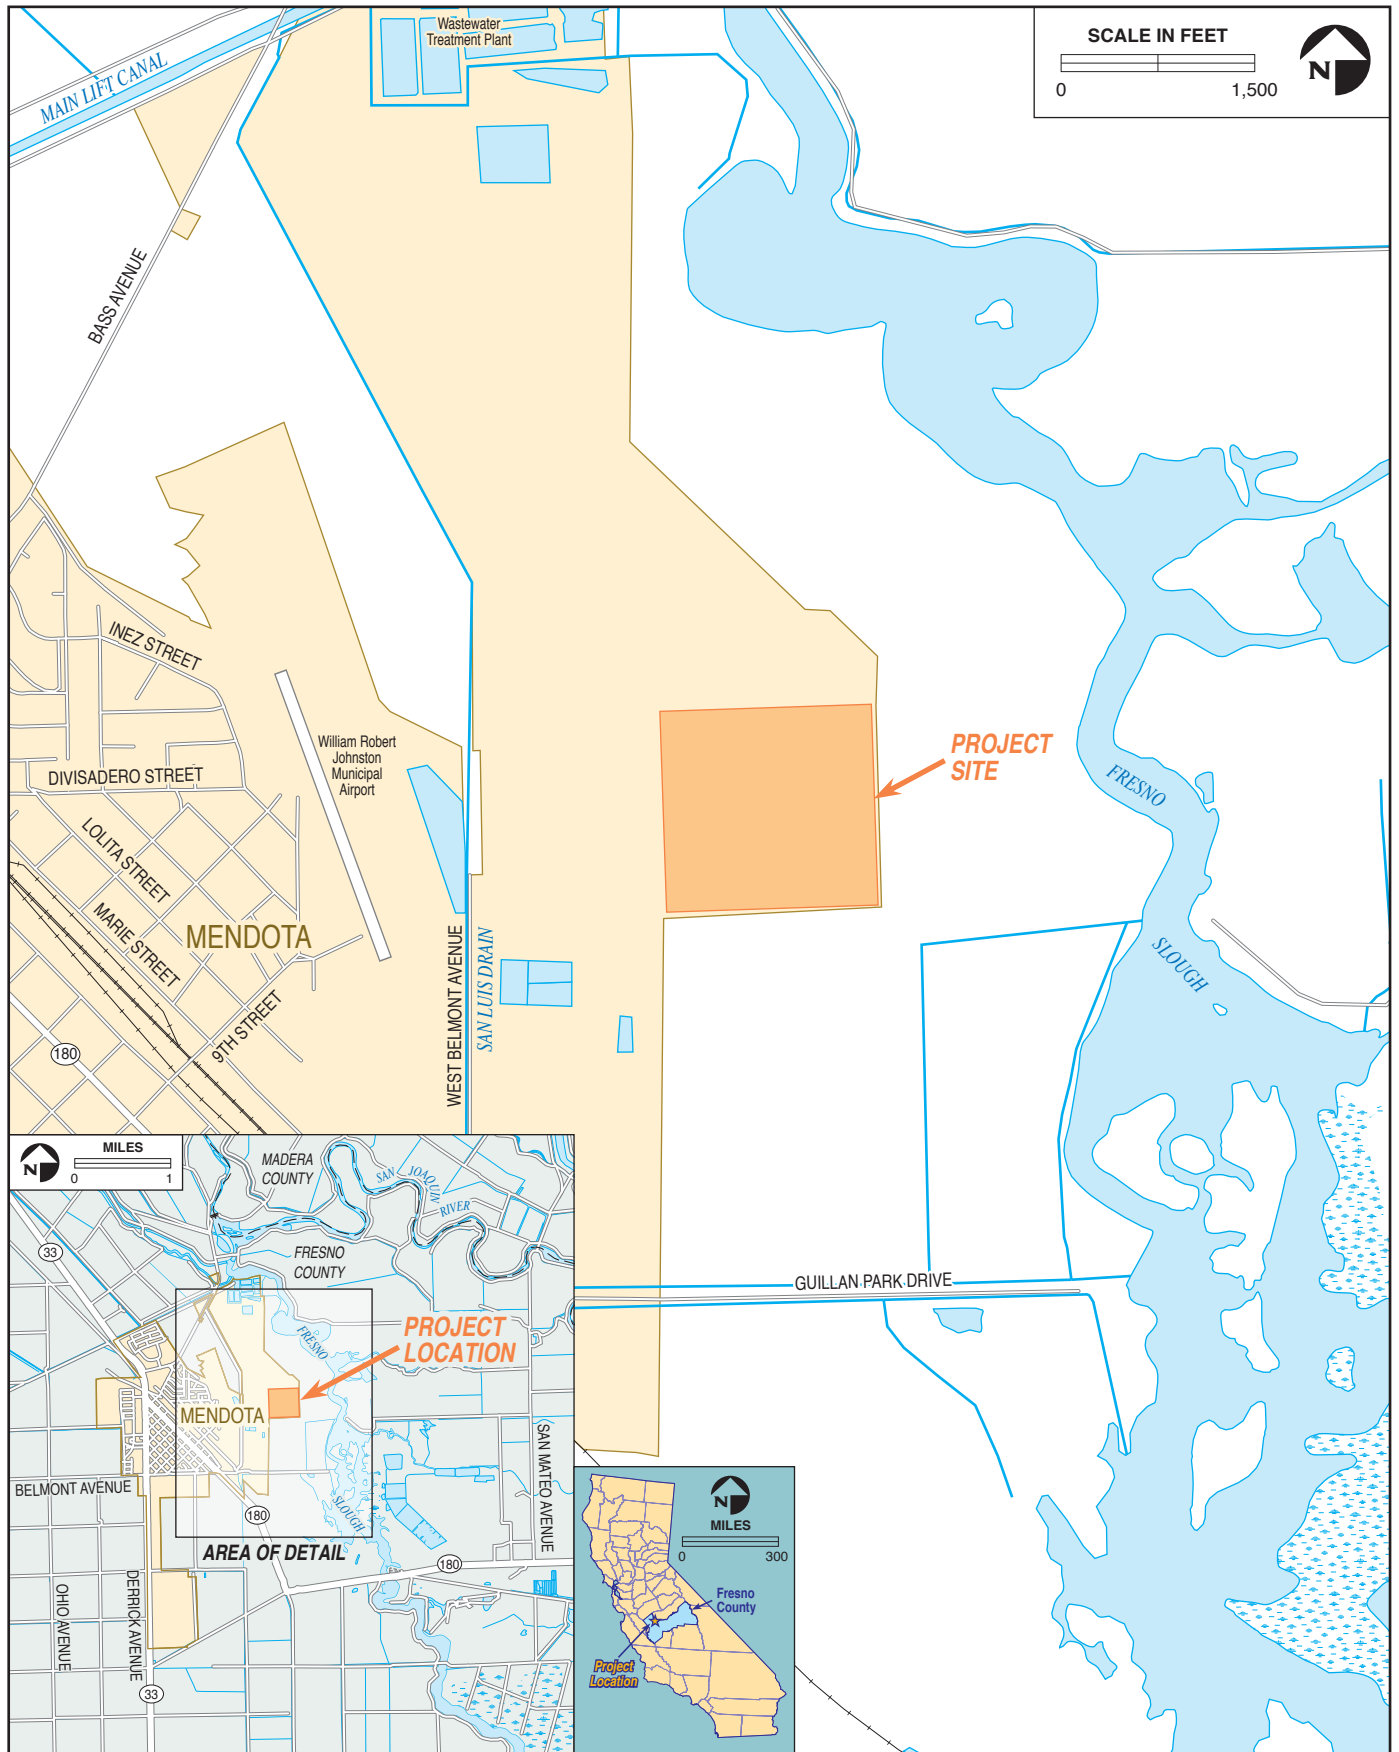 Wastewater
Treatment Plant
SCALE IN FEET
N
0
1,500
MAIN LIFT CANAL
BASS AVENUE
INEZ STREET
William Robert
Johnston
Municipal
Airport
DIVISADERO STREET
LOLITA STREET
MARIE STREET
MENDOTA
9TH STREET
180
WEST BELMONT AVENUE
SAN LUIS DRAIN
PROJECT
SITE
FRESNO
SLOUGH
GUILLAN PARK DRIVE
N
MILES
0
1
MADERA
COUNTY
SAN JOAQUIN
RIVER
FRESNO
COUNTY
33
FRESNO
PROJECT
LOCATION
MENDOTA
BELMONT AVENUE
SAN MATEO AVENUE
SLOUGH
180
AREA OF DETAIL
180
OHIO AVENUE
DERRICK AVENUE
33
N
MILES
0
300
Fresno
County
Project
Location